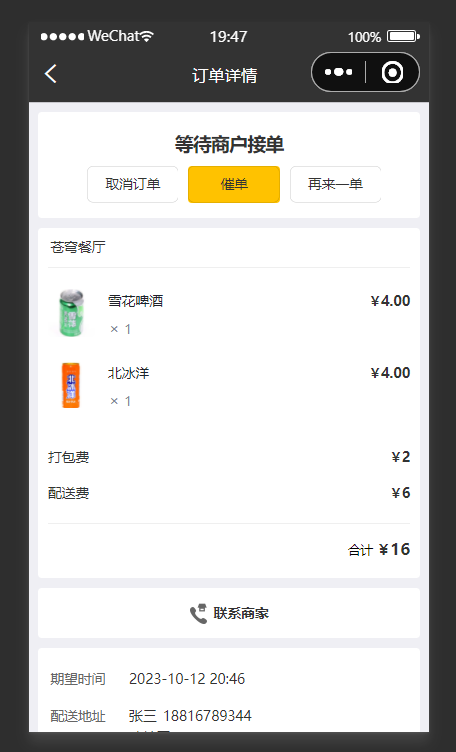 WeChat 19:47 100%
订单详情
等待商户接单
取消订单 催单 再来一单
苍穹餐厅
雪花啤酒 ¥4.00
× 1
北冰洋 ¥4.00
× 1
打包费 ¥2
配送费 ¥6
合计 ¥16
联系商家
期望时间 2023-10-12 20:46
配送地址 张三 18816789344